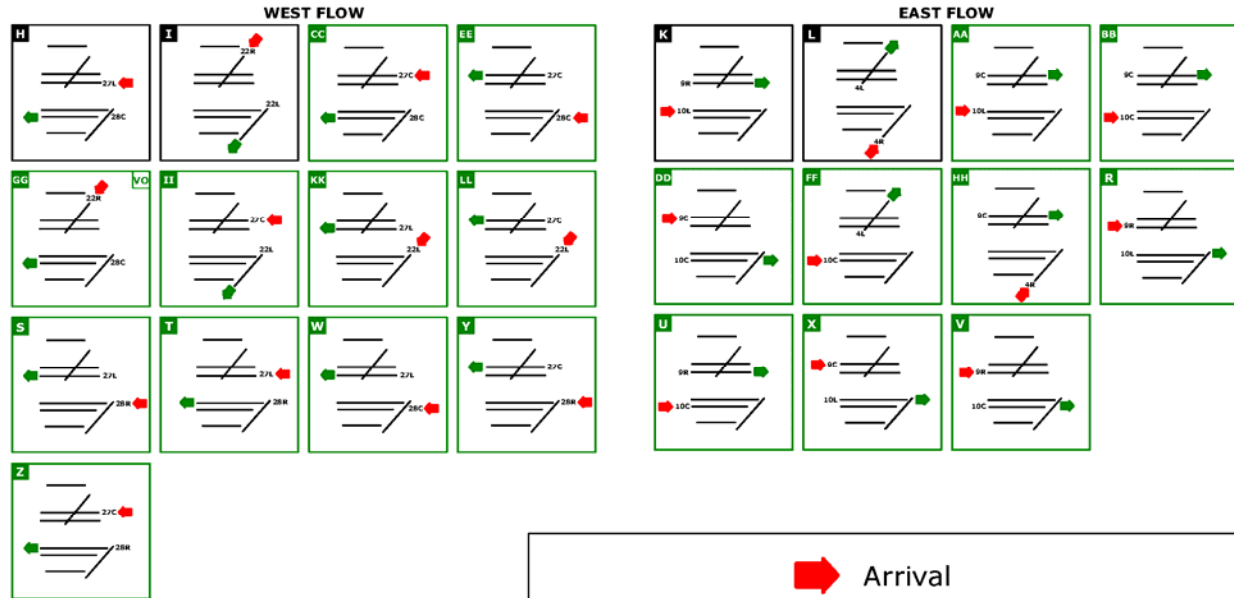 WEST FLOW
H
27L
28C
I
22R
22L
CC
27C
28C
EE
27C
28C
GG
VO
22R
28C
II
27C
22L
KK
27L
22L
LL
27C
22L
S
27L
28R
T
27L
28R
W
27L
28C
Y
27C
28R
Z
27C
28R
EAST FLOW
K
9R
10L
L
4L
4R
AA
9C
10L
BB
9C
10C
DD
9C
10C
FF
4L
10C
HH
9C
4R
R
9R
10L
U
9R
10C
X
9C
10L
V
9R
10C
Arrival